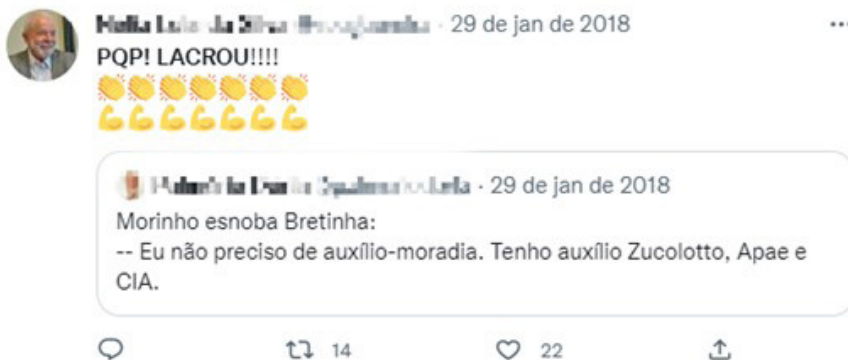 · 29 de jan de 2018
PQP! LACROU!!!!
· 29 de jan de 2018
Morinho esnoba Bretinha:
-- Eu não preciso de auxílio-moradia. Tenho auxílio Zucolotto, Apae e
CIA.
14 22